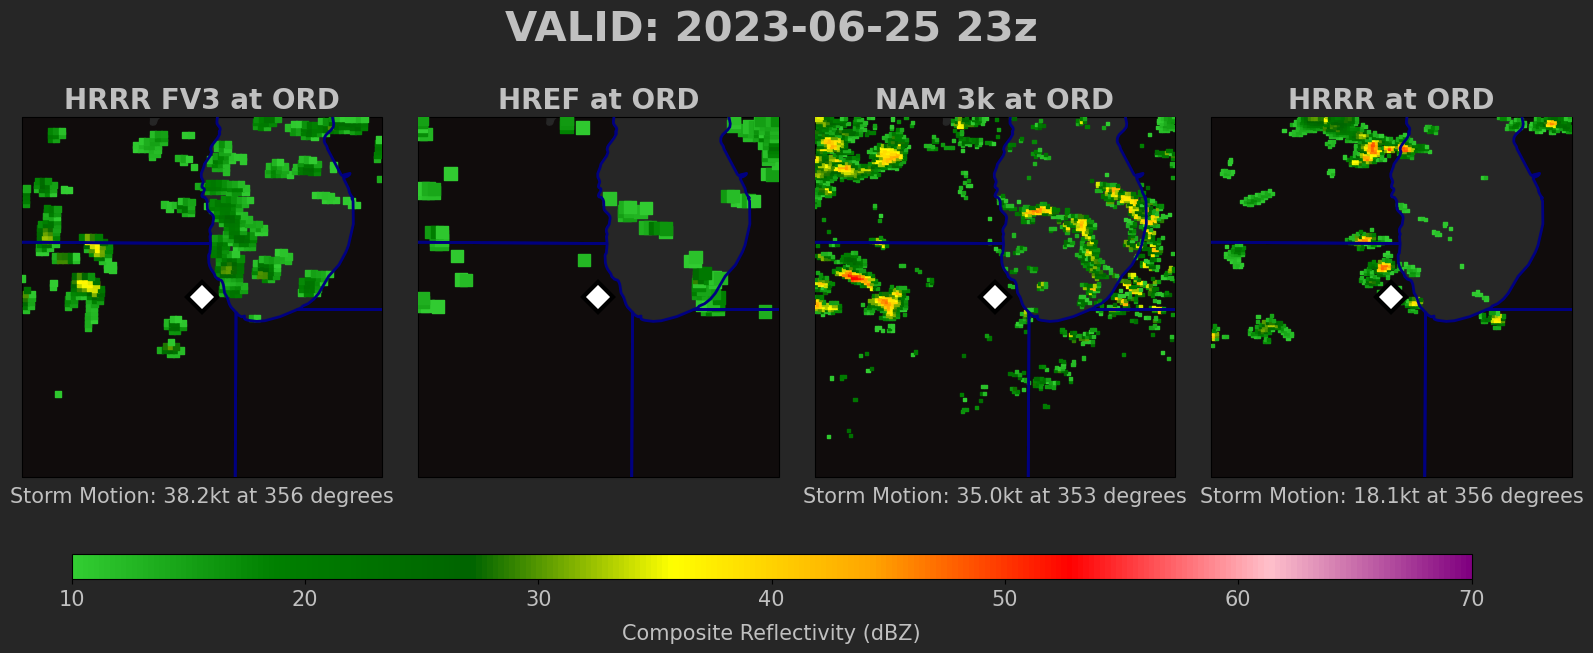 VALID: 2023-06-25 23z
HRRR FV3 at ORD
HREF at ORD
NAM 3k at ORD
HRRR at ORD
Storm Motion: 38.2kt at 356 degrees
Storm Motion: 35.0kt at 353 degrees
Storm Motion: 18.1kt at 356 degrees
10 20 30 40 50 60 70
Composite Reflectivity (dBZ)